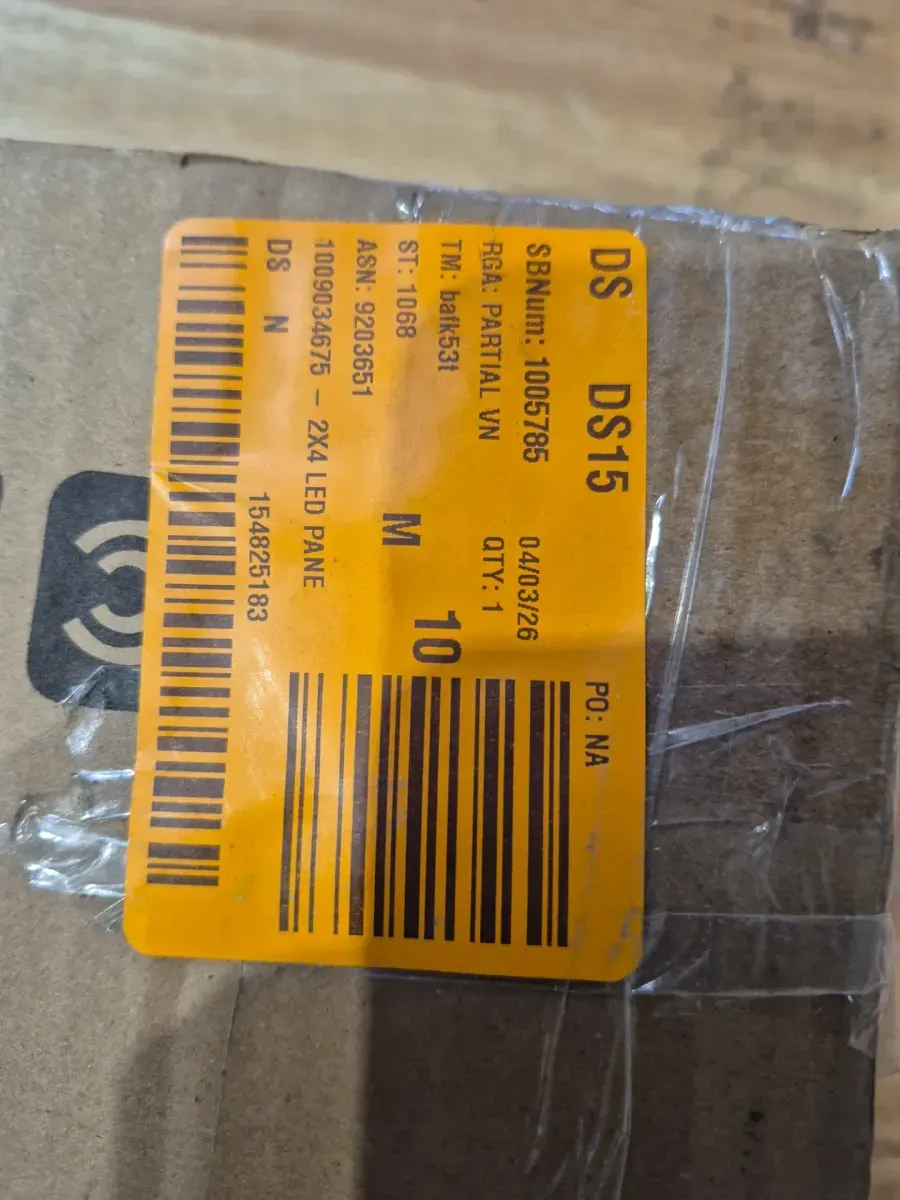 DS DS15 PO: NA
SBNum: 1005785 04/03/26
RGA: PARTIAL VN QTY: 1
TM: balk53t
ST: 1068 M 10
ASN: 9203651
1009034675 - 2X4 LED PANE
DS N 154825183